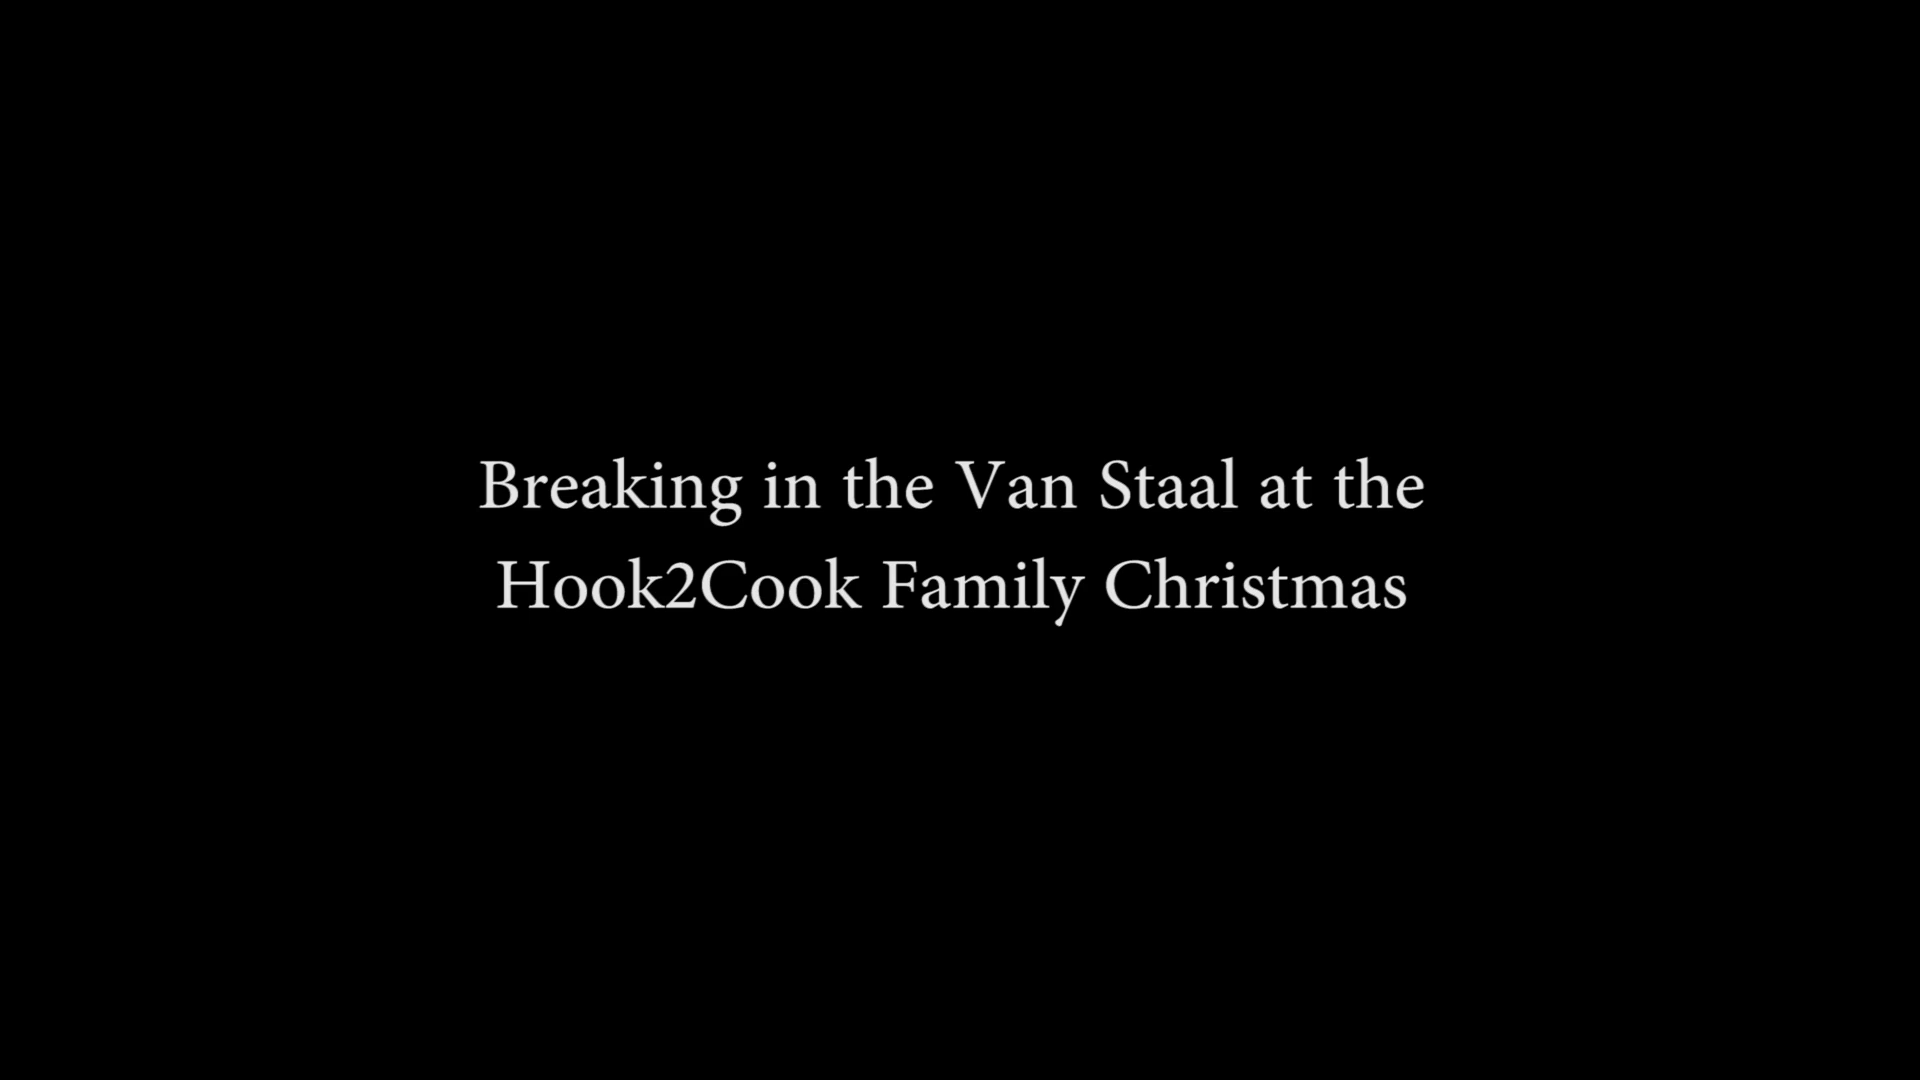 Breaking in the Van Staal at the
Hook2Cook Family Christmas